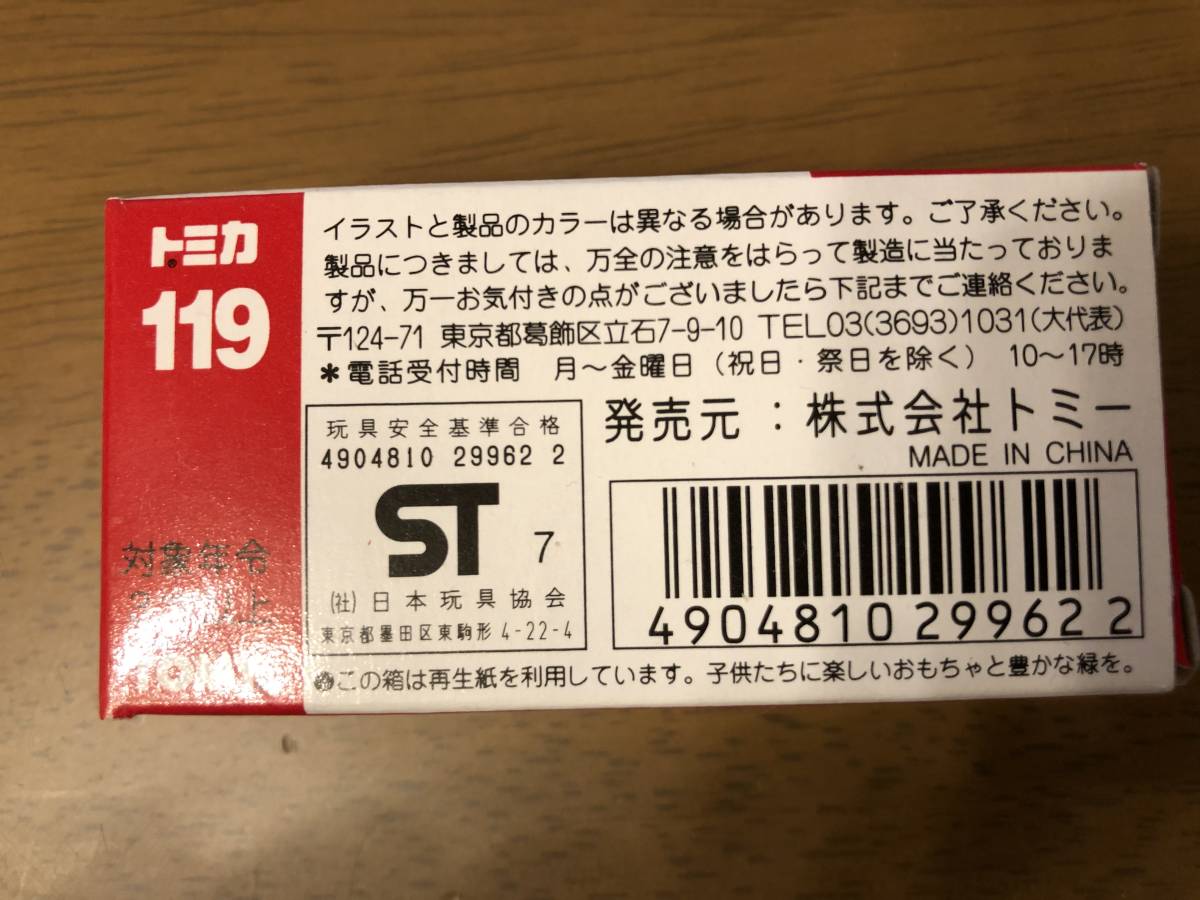 トミカ
119
対象年令
イラストと製品のカラーは異なる場合があります。ご了承ください。
製品につきましては、万全の注意をはらって製造に当たっておりま
すが、万一お気付きの点がございましたら下記までご連絡ください。
〒124-71 東京都葛飾区立石7-9-10 TEL03(3693)1031(大代表)
＊電話受付時間 月～金曜日（祝日・祭日を除く） 10～17時
玩具安全基準合格
4904810 29962 2
ST 7
(社)日本玩具協会
東京都墨田区東駒形 4-22-4
発売元：株式会社トミー
MADE IN CHINA
4904810 29962 2
この箱は再生紙を利用しています。子供たちに楽しいおもちゃと豊かな緑を。